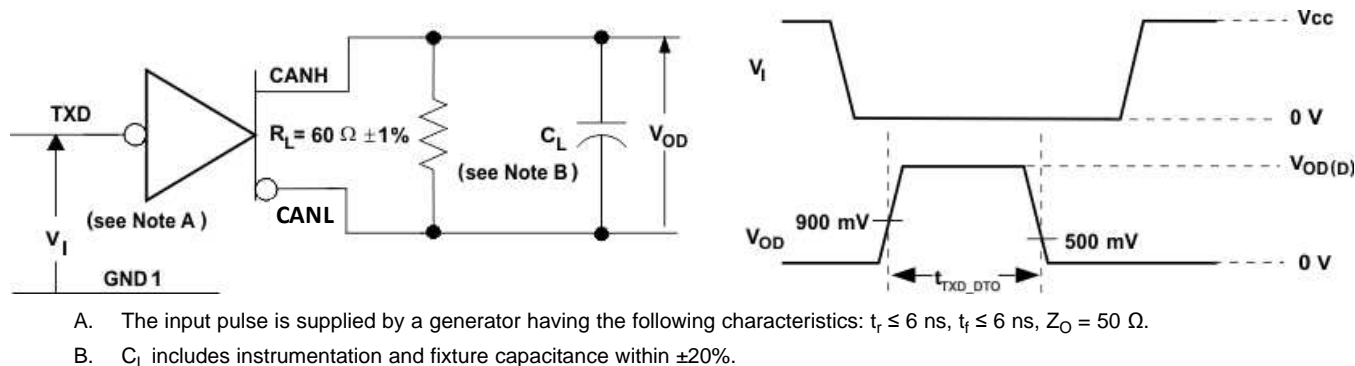 CANH
TXD
R_L = 60 Ω ±1%
C_L
V_OD
(see Note B)
(see Note A)
CANL
V_I
GND 1
Vcc
V_I
0 V
V_OD(D)
900 mV
V_OD
500 mV
0 V
t_TXD_DTO
A. The input pulse is supplied by a generator having the following characteristics: t_r ≤ 6 ns, t_f ≤ 6 ns, Z_O = 50 Ω.
B. C_L includes instrumentation and fixture capacitance within ±20%.